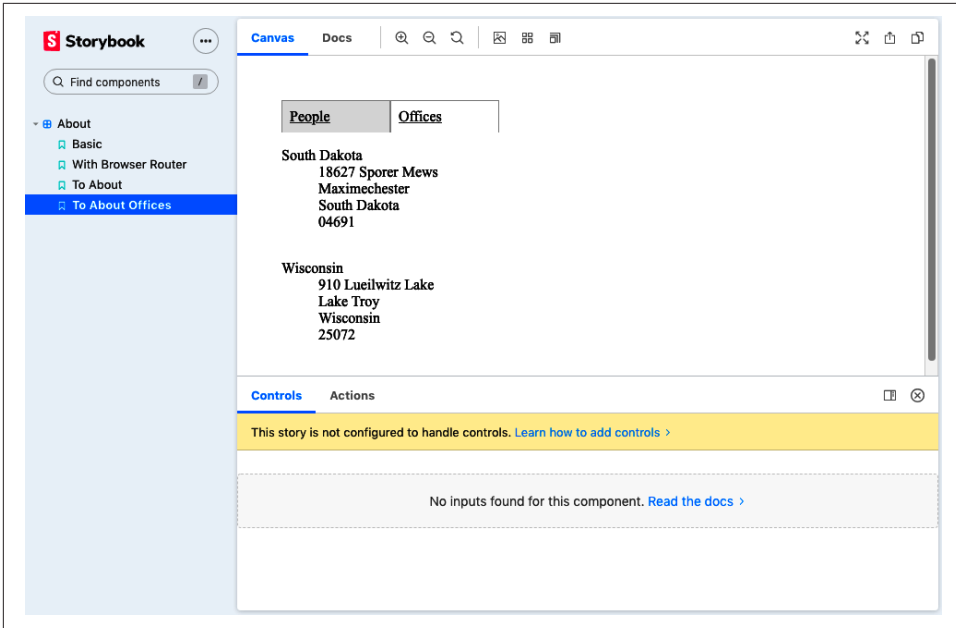 Storybook
Find components /
About
Basic
With Browser Router
To About
To About Offices
Canvas Docs
People Offices
South Dakota
18627 Sporer Mews
Maximechester
South Dakota
04691
Wisconsin
910 Lueilwitz Lake
Lake Troy
Wisconsin
25072
Controls Actions
This story is not configured to handle controls. Learn how to add controls
No inputs found for this component. Read the docs